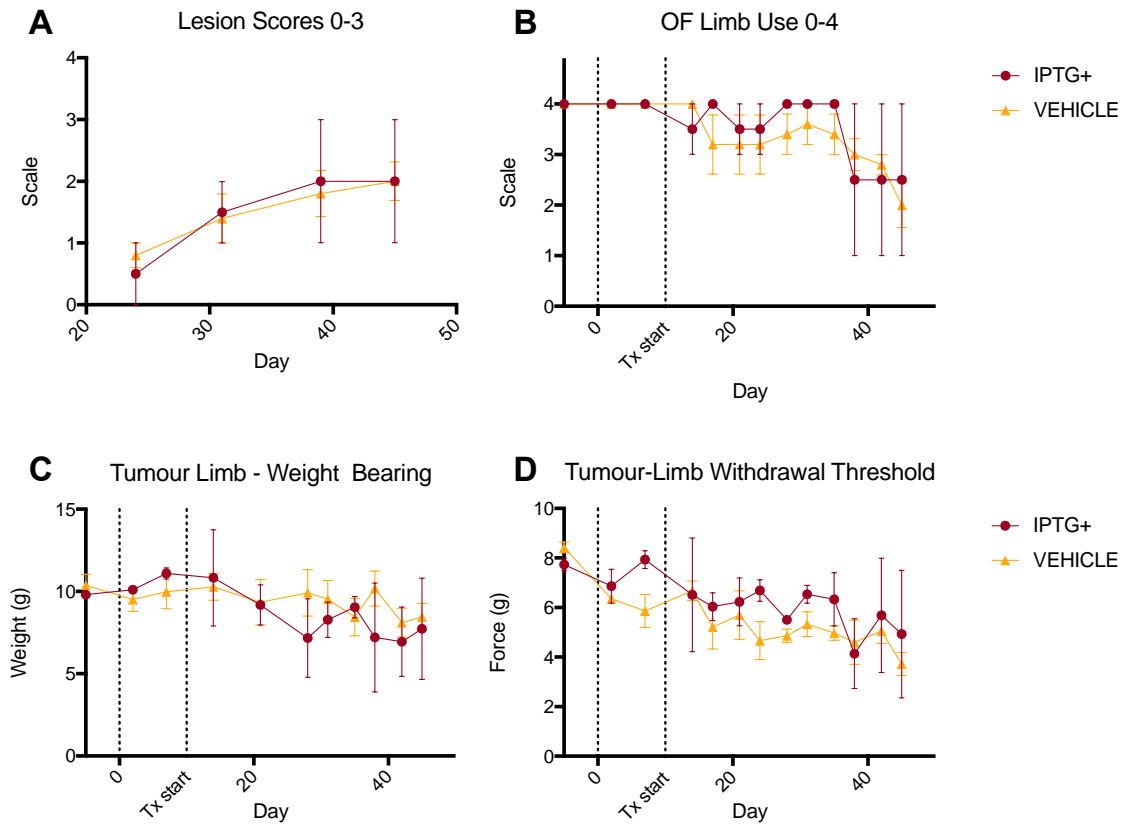 A
Lesion Scores 0-3
4
3
2
1
0
Scale
20
30
40
50
Day
B
OF Limb Use 0-4
4
3
2
1
0
Scale
0
Tx start
20
40
Day
IPTG+
VEHICLE
C
Tumour Limb - Weight Bearing
15
10
5
0
Weight (g)
0
Tx start
20
40
Day
D
Tumour-Limb Withdrawal Threshold
10
8
6
4
2
0
Force (g)
0
Tx start
20
40
Day
IPTG+
VEHICLE